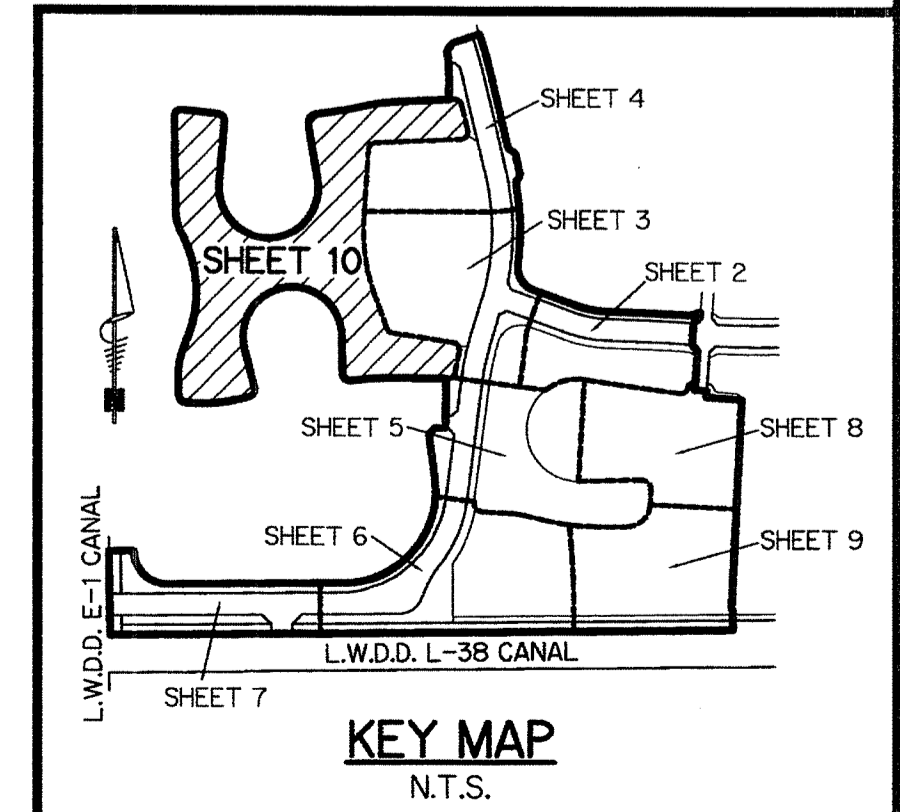 SHEET 4
SHEET 3
SHEET 10
SHEET 2
SHEET 5
SHEET 8
SHEET 6
SHEET 9
L.W.D.D. E-1 CANAL
L.W.D.D. L-38 CANAL
SHEET 7
KEY MAP
N.T.S.